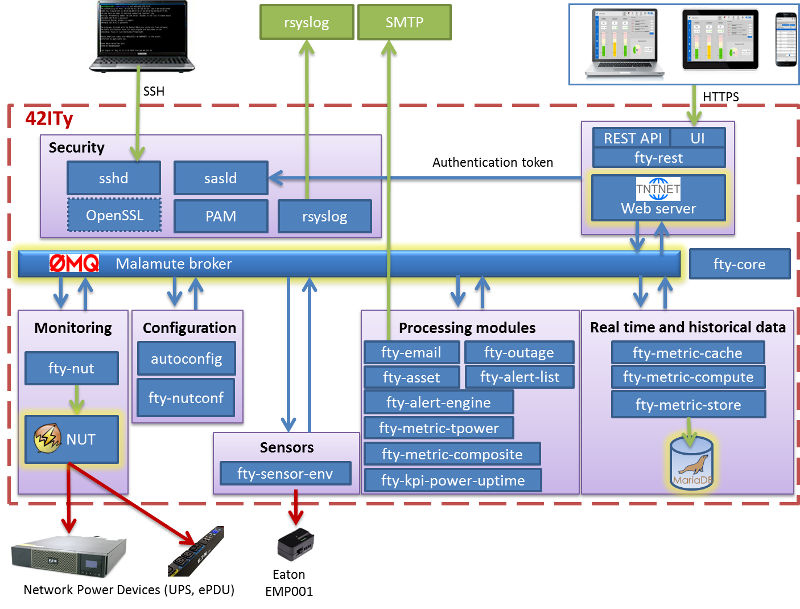 rsyslog
SMTP
SSH
HTTPS
42ITy
Security
sshd
sasld
OpenSSL
PAM
rsyslog
Authentication token
REST API
UI
fty-rest
TNTNET
Web server
ØMQ
Malamute broker
fty-core
Monitoring
fty-nut
NUT
Configuration
autoconfig
fty-nutconf
Sensors
fty-sensor-env
Processing modules
fty-email
fty-outage
fty-asset
fty-alert-list
fty-alert-engine
fty-metric-tpower
fty-metric-composite
fty-kpi-power-uptime
Real time and historical data
fty-metric-cache
fty-metric-compute
fty-metric-store
MariaDB
Network Power Devices (UPS, ePDU)
Eaton
EMP001